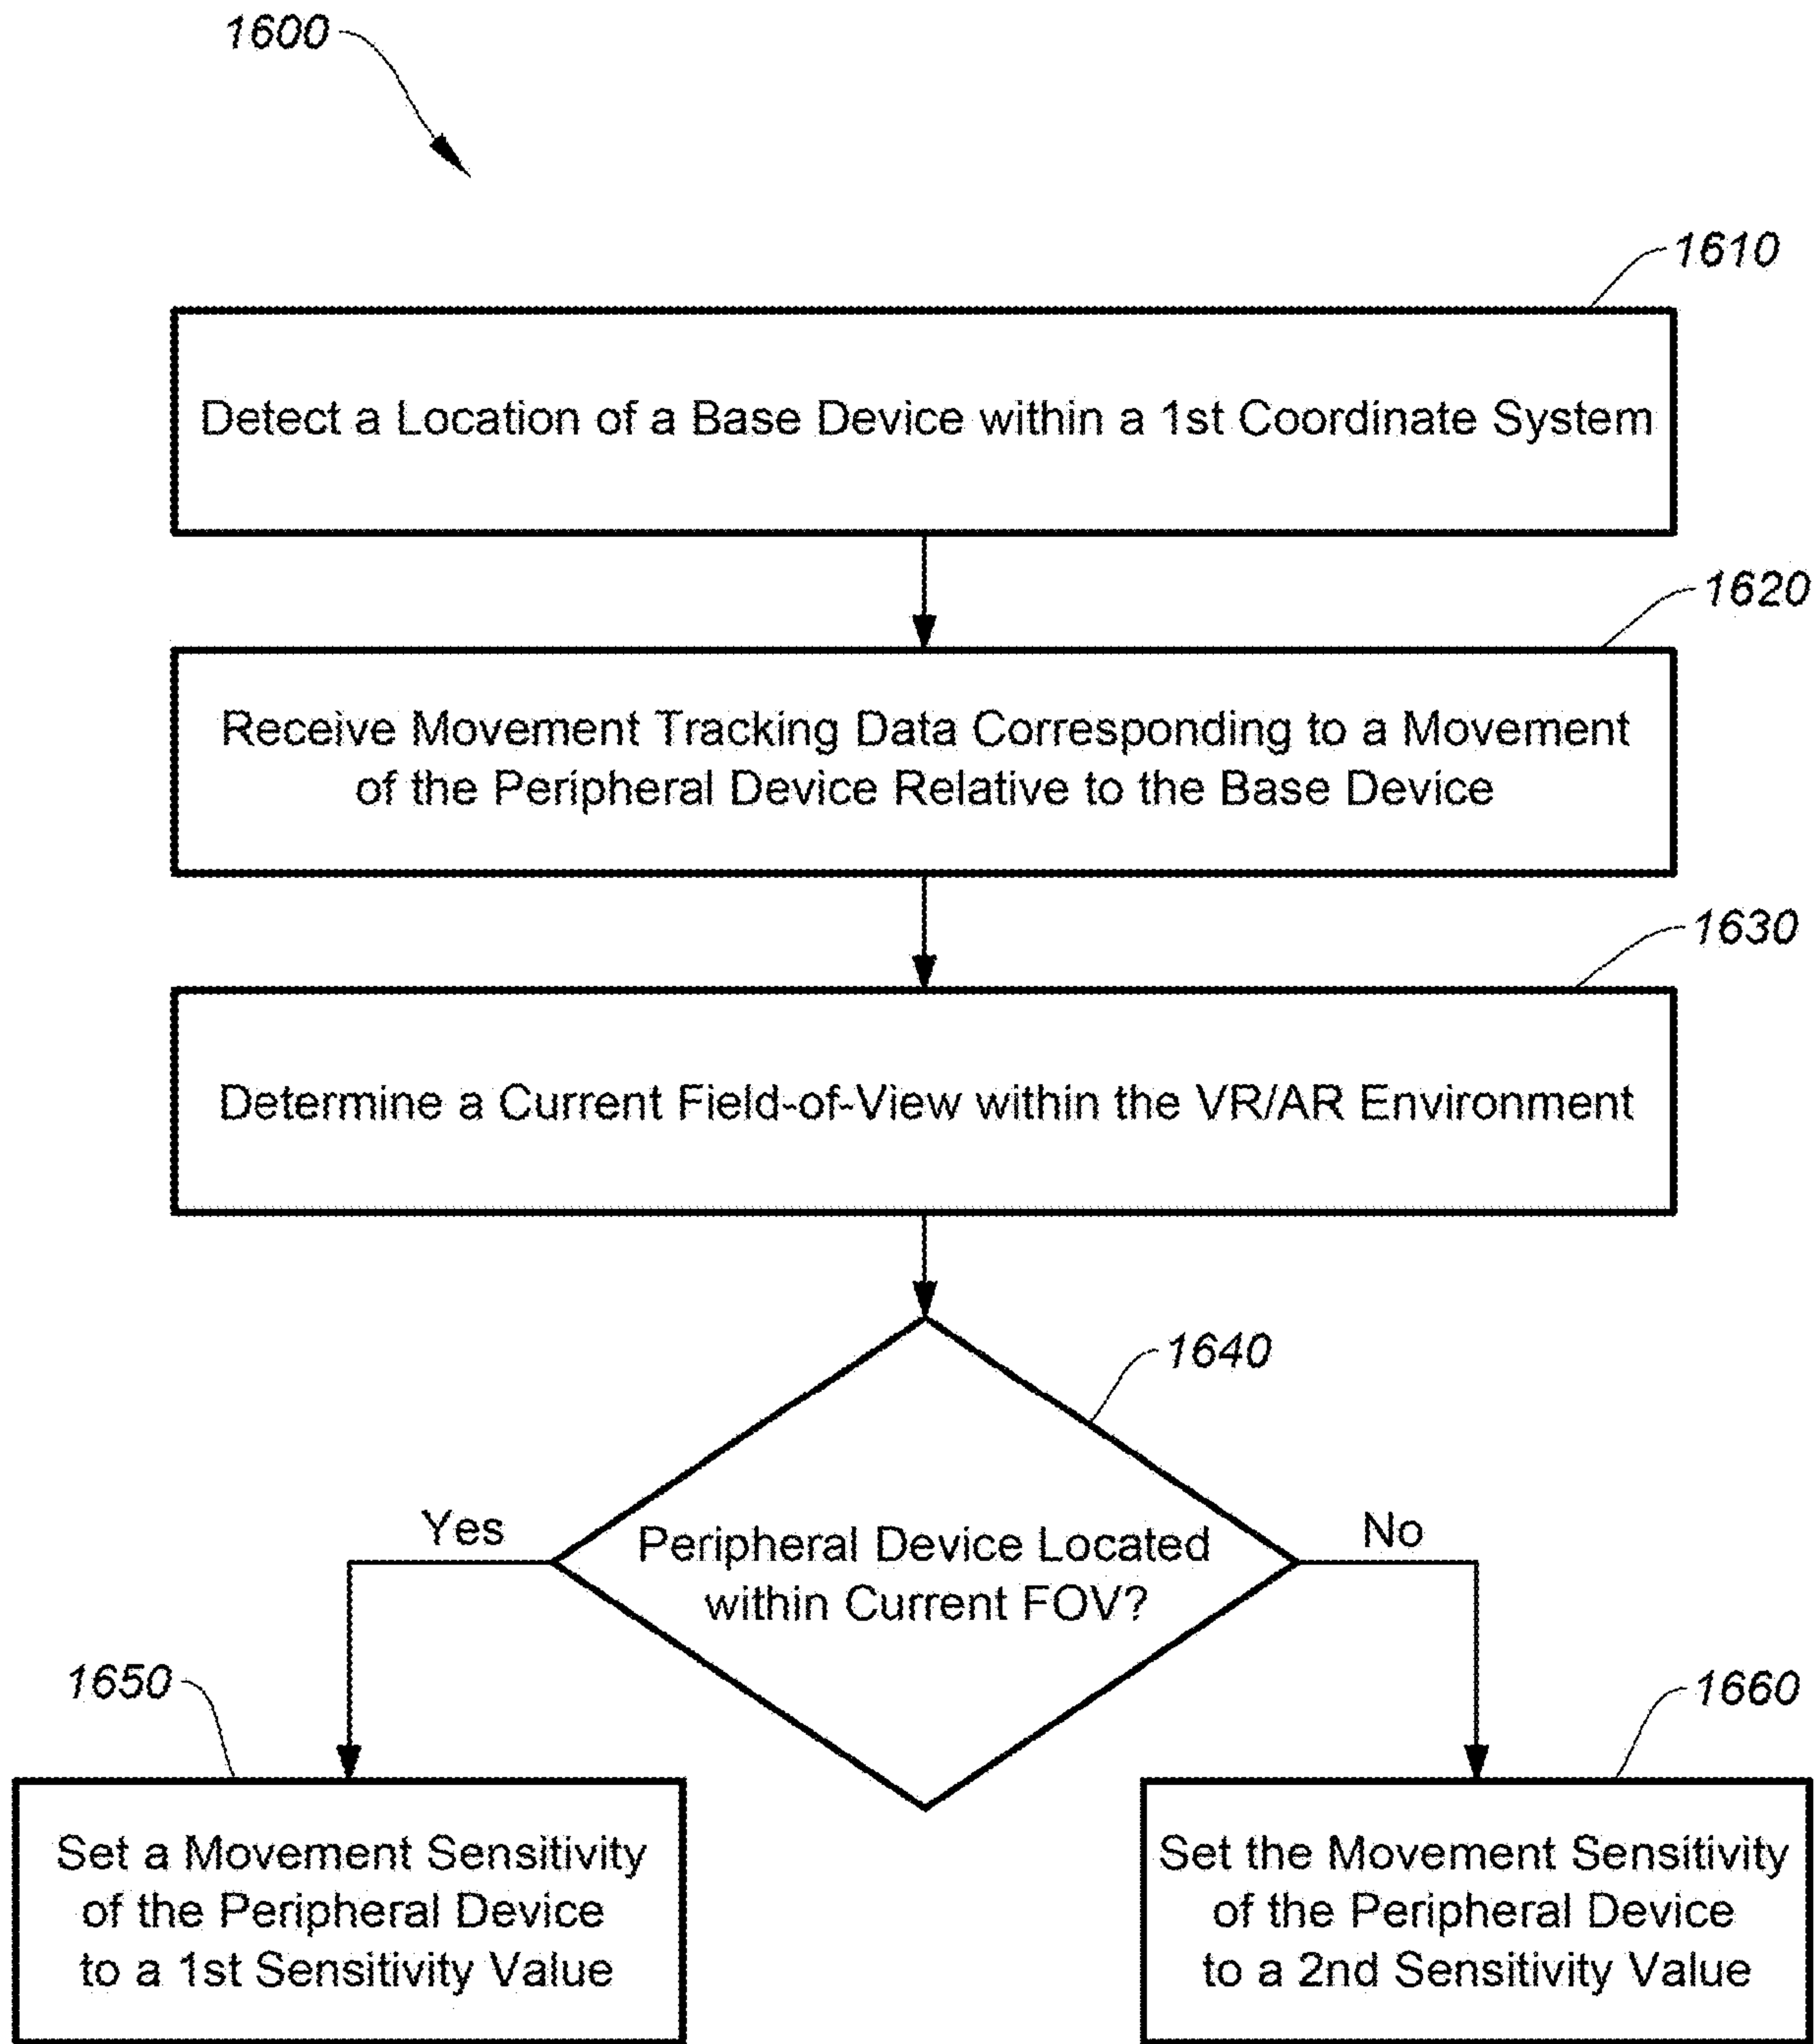 1600
1610
Detect a Location of a Base Device within a 1st Coordinate System
1620
Receive Movement Tracking Data Corresponding to a Movement
of the Peripheral Device Relative to the Base Device
1630
Determine a Current Field-of-View within the VR/AR Environment
1640
Yes
Peripheral Device Located
within Current FOV?
No
1650
Set a Movement Sensitivity
of the Peripheral Device
to a 1st Sensitivity Value
1660
Set the Movement Sensitivity
of the Peripheral Device
to a 2nd Sensitivity Value